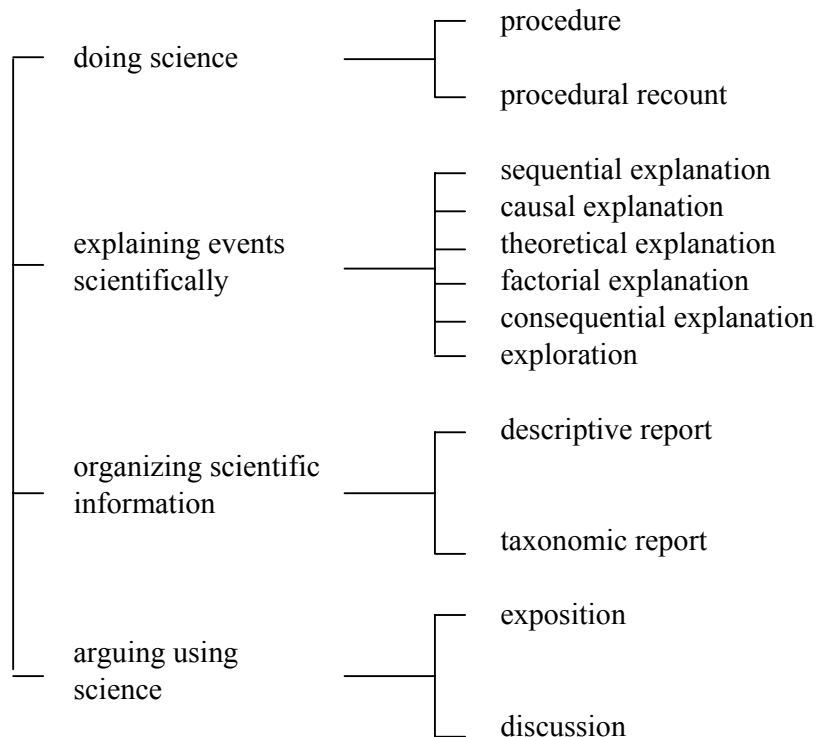 procedure
doing science
procedural recount
sequential explanation
causal explanation
theoretical explanation
explaining events
scientifically
factorial explanation
consequential explanation
exploration
descriptive report
organizing scientific
information
taxonomic report
exposition
arguing using
science
discussion